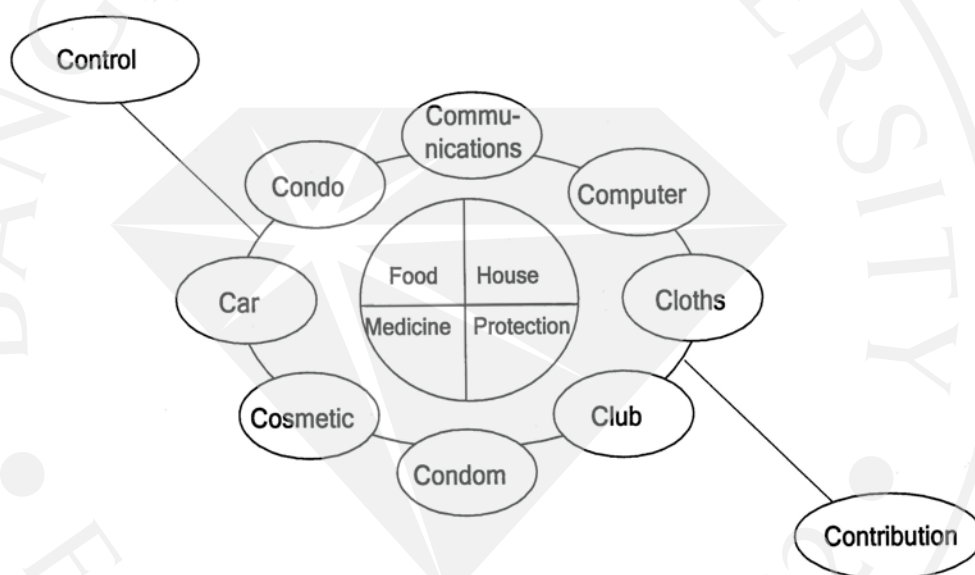 Control
Commu-
nications
Condo
Computer
Food
House
Car
Cloths
Medicine
Protection
Cosmetic
Club
Condom
Contribution